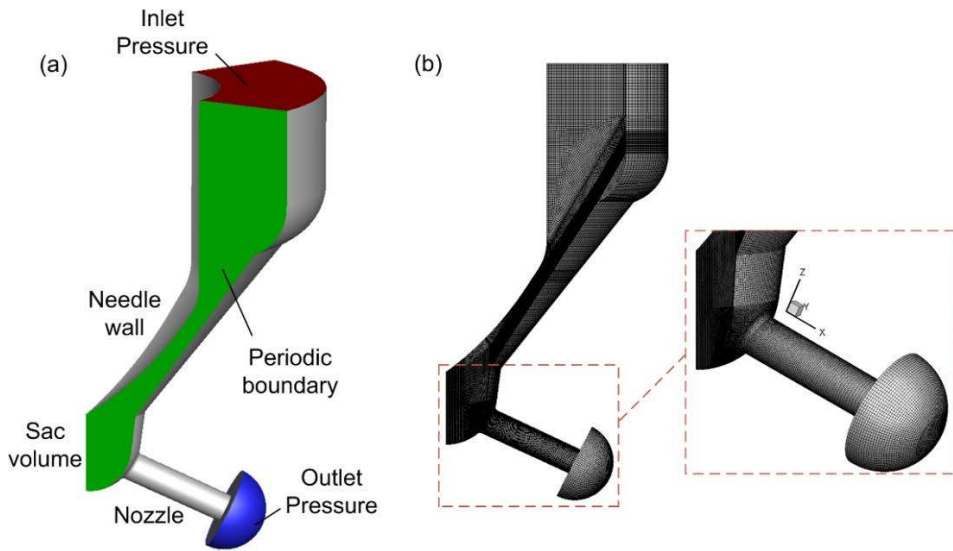 Inlet
Pressure
(a)
Needle
wall
Periodic
boundary
Sac
volume
Nozzle
Outlet
Pressure
(b)
Z
X